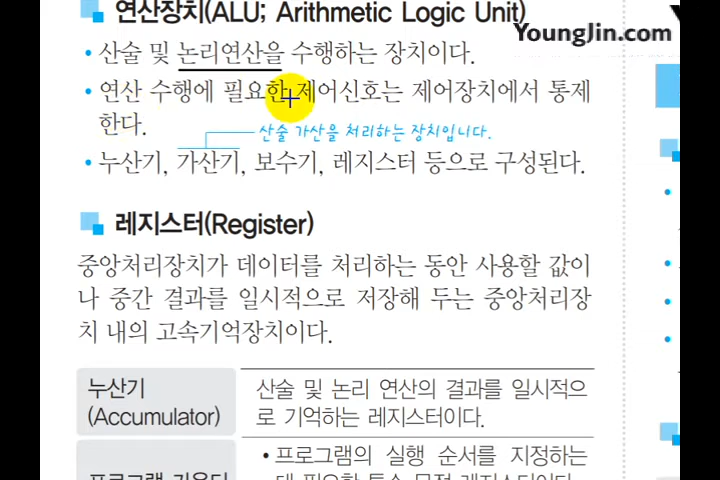 연산장치(ALU; Arithmetic Logic Unit)
YoungJin.com
• 산술 및 논리연산을 수행하는 장치이다.
• 연산 수행에 필요한 제어신호는 제어장치에서 통제
한다.
산술 가산을 처리하는 장치입니다.
• 누산기, 가산기, 보수기, 레지스터 등으로 구성된다.
레지스터(Register)
중앙처리장치가 데이터를 처리하는 동안 사용할 값이
나 중간 결과를 일시적으로 저장해 두는 중앙처리장
치 내의 고속기억장치이다.
누산기
(Accumulator)
산술 및 논리 연산의 결과를 일시적으
로 기억하는 레지스터이다.
• 프로그램의 실행 순서를 지정하는